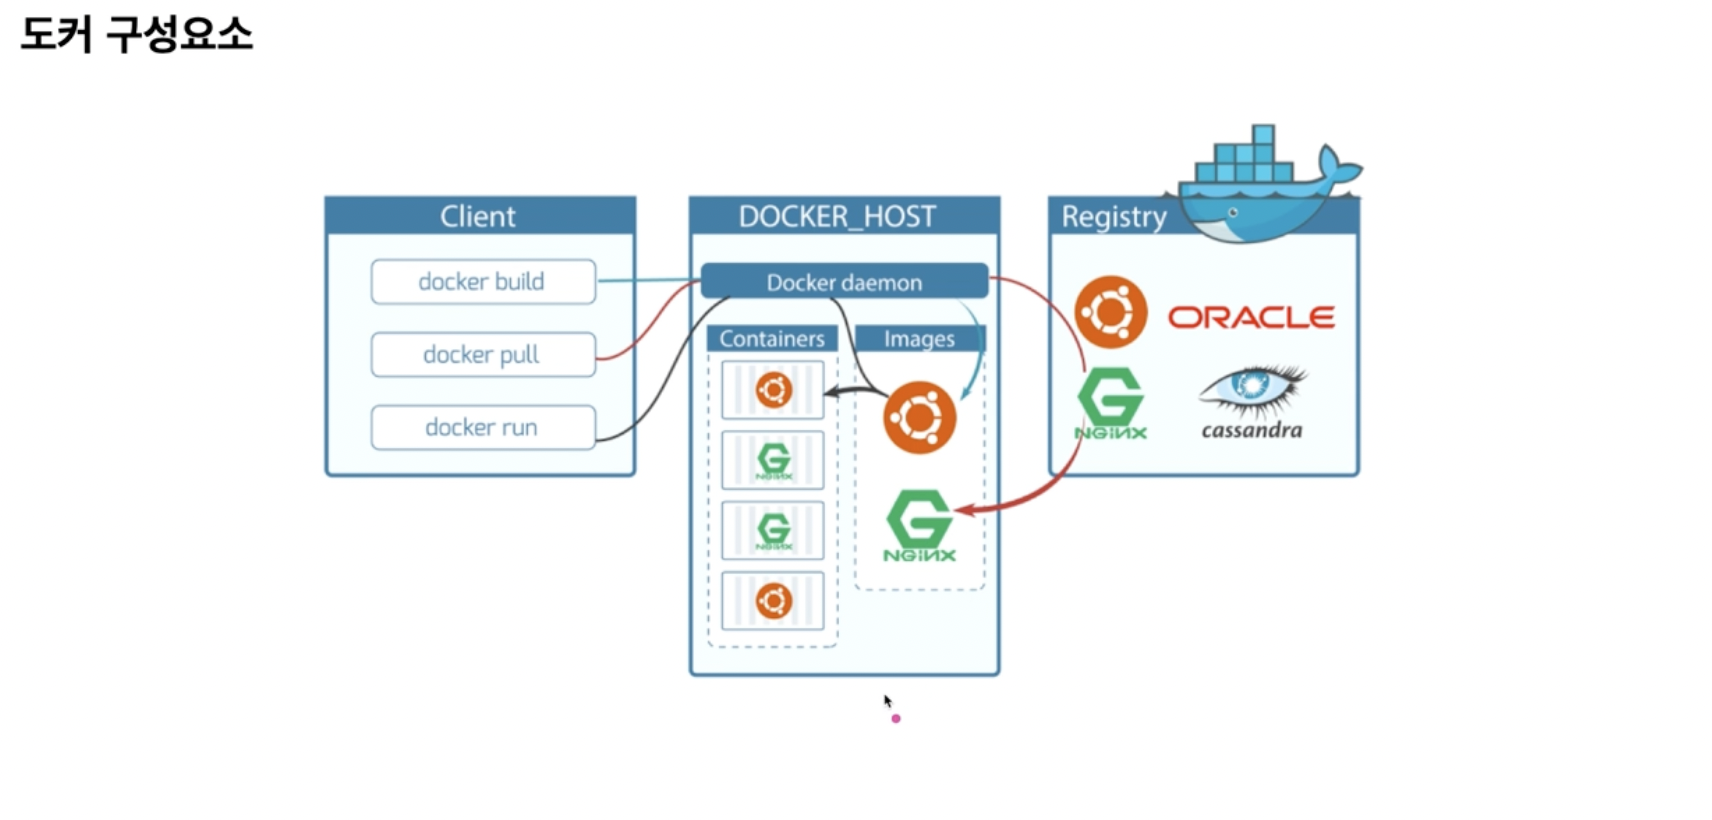 도커 구성요소
Client
docker build
docker pull
docker run
DOCKER_HOST
Docker daemon
Containers
NGiNX
NGiNX
Images
NGiNX
Registry
ORACLE
NGiNX
cassandra